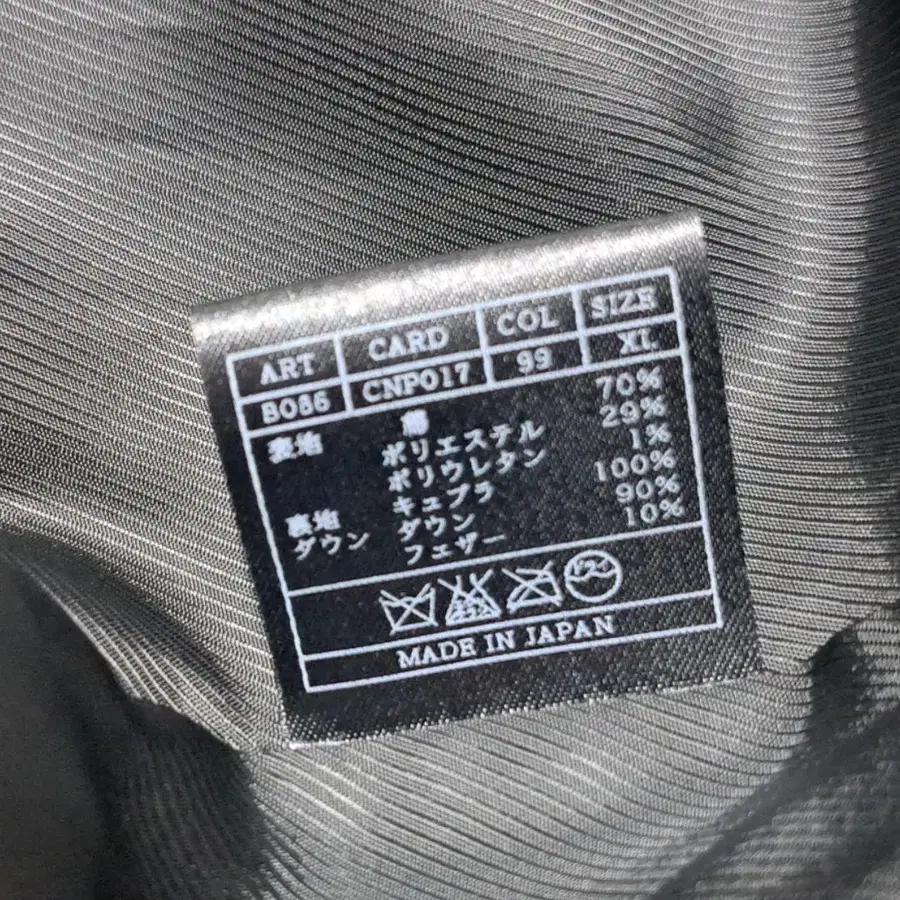 ART CARD COL SIZE
B086 CNP017 99 XL
表地 綿 70%
ポリエステル 29%
ポリウレタン 1%
裏地 キュプラ 100%
ダウン ダウン 90%
フェザー 10%
MADE IN JAPAN